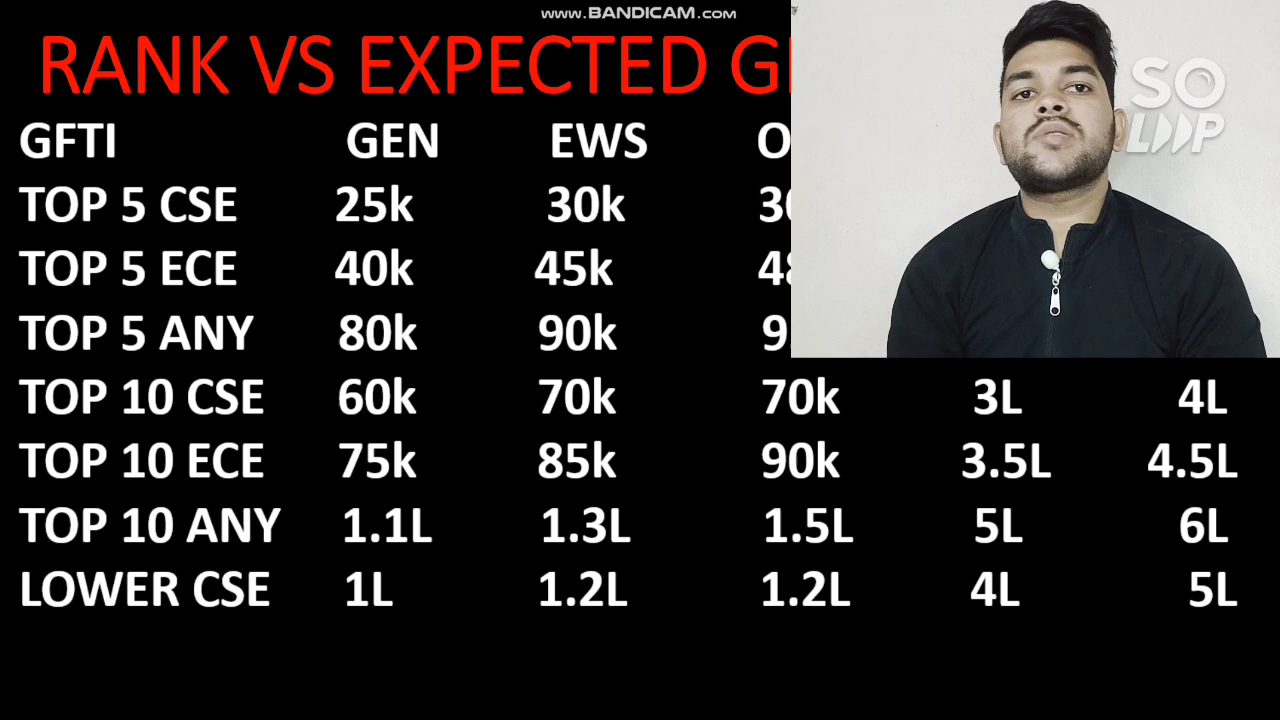 www.BANDICAM.com
RANK VS EXPECTED
SO
LOOP
GFTI GEN EWS
TOP 5 CSE 25k 30k
TOP 5 ECE 40k 45k
TOP 5 ANY 80k 90k
TOP 10 CSE 60k 70k 70k 3L 4L
TOP 10 ECE 75k 85k 90k 3.5L 4.5L
TOP 10 ANY 1.1L 1.3L 1.5L 5L 6L
LOWER CSE 1L 1.2L 1.2L 4L 5L